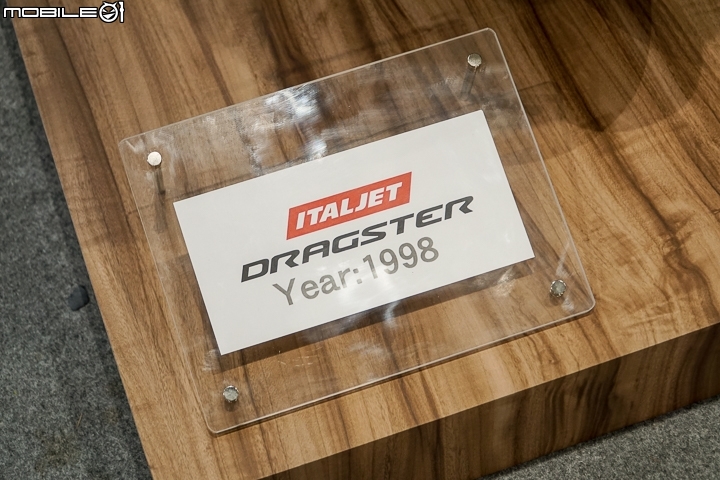 MOBILE01
ITALJET
DRAGSTER
Year:1998